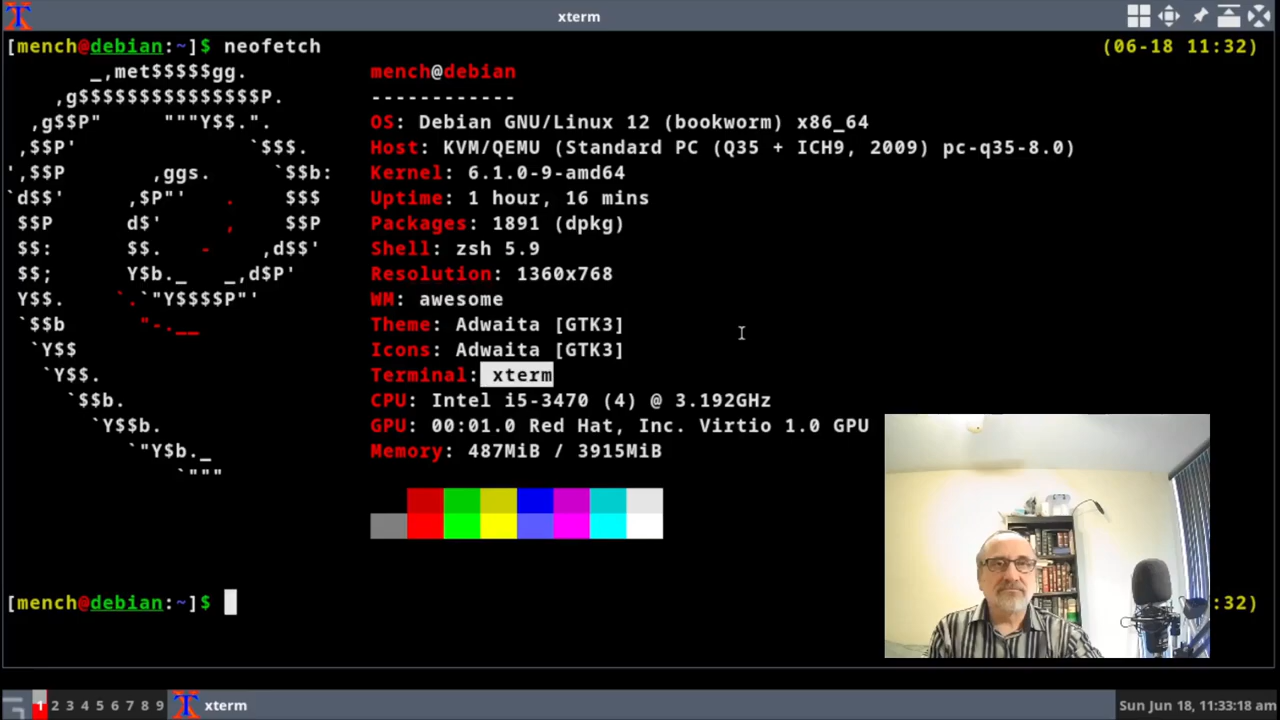 xterm
[mench@debian:~]$ neofetch (06-18 11:32)
_,met$$$$$gg.
,g$$$$$$$$$$$$$$$P.
,g$$P" """Y$$.".
,$$P' `$$$.
',$$P ,ggs. `$$b:
`d$$' ,$P"' . $$$
$$P d$' , $$P
$$: $$. - ,d$$'
$$; Y$b._ _,d$P'
Y$$. `.`"Y$$$$P"'
`$$b "-.__
`Y$$
`Y$$.
`$$b.
`Y$$b.
`"Y$b._
`"""
mench@debian
------------
OS: Debian GNU/Linux 12 (bookworm) x86_64
Host: KVM/QEMU (Standard PC (Q35 + ICH9, 2009) pc-q35-8.0)
Kernel: 6.1.0-9-amd64
Uptime: 1 hour, 16 mins
Packages: 1891 (dpkg)
Shell: zsh 5.9
Resolution: 1360x768
WM: awesome
Theme: Adwaita [GTK3]
Icons: Adwaita [GTK3]
Terminal: xterm
CPU: Intel i5-3470 (4) @ 3.192GHz
GPU: 00:01.0 Red Hat, Inc. Virtio 1.0 GPU
Memory: 487MiB / 3915MiB
[mench@debian:~]$ :32)
1 2 3 4 5 6 7 8 9 xterm Sun Jun 18, 11:33:18 am